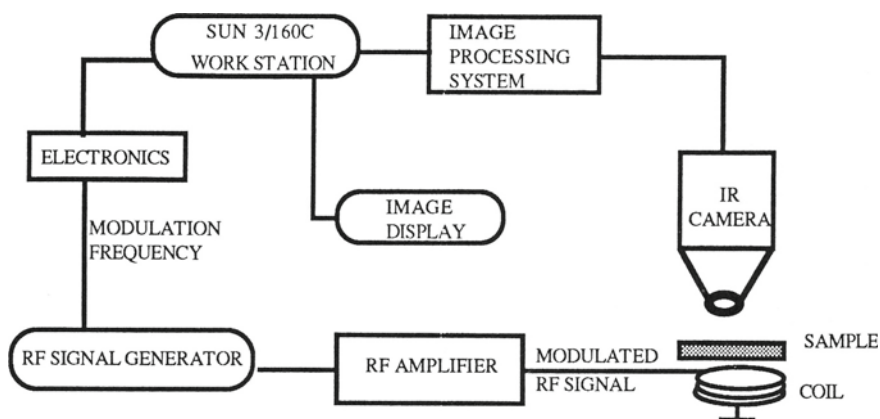 SUN 3/160C
WORK STATION
IMAGE
PROCESSING
SYSTEM
ELECTRONICS
IR
CAMERA
IMAGE
DISPLAY
MODULATION
FREQUENCY
SAMPLE
RF SIGNAL GENERATOR
RF AMPLIFIER
MODULATED
RF SIGNAL
COIL